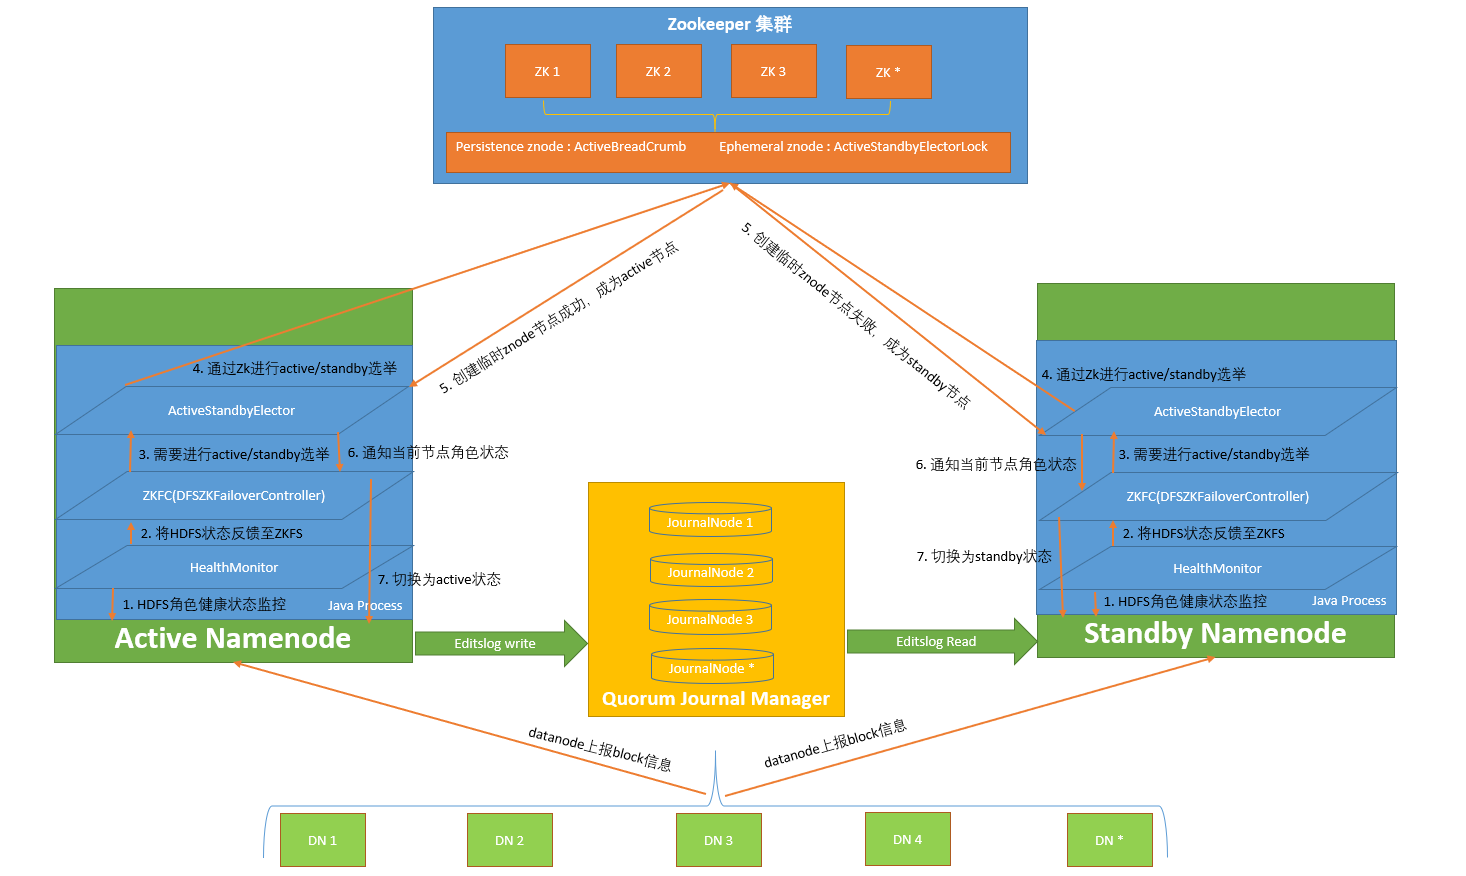 Zookeeper 集群
ZK 1
ZK 2
ZK 3
ZK *
Persistence znode : ActiveBreadCrumb
Ephemeral znode : ActiveStandbyElectorLock
5. 创建临时znode节点成功，成为active节点
5. 创建临时znode节点失败，成为standby节点
4. 通过Zk进行active/standby选举
ActiveStandbyElector
3. 需要进行active/standby选举
6. 通知当前节点角色状态
ZKFC(DFSZKFailoverController)
2. 将HDFS状态反馈至ZKFS
HealthMonitor
7. 切换为active状态
1. HDFS角色健康状态监控
Java Process
Active Namenode
Editslog write
JournalNode 1
JournalNode 2
JournalNode 3
JournalNode *
Quorum Journal Manager
Editslog Read
4. 通过Zk进行active/standby选举
ActiveStandbyElector
6. 通知当前节点角色状态
3. 需要进行active/standby选举
ZKFC(DFSZKFailoverController)
2. 将HDFS状态反馈至ZKFS
7. 切换为standby状态
HealthMonitor
1. HDFS角色健康状态监控
Java Process
Standby Namenode
datanode上报block信息
datanode上报block信息
DN 1
DN 2
DN 3
DN 4
DN *